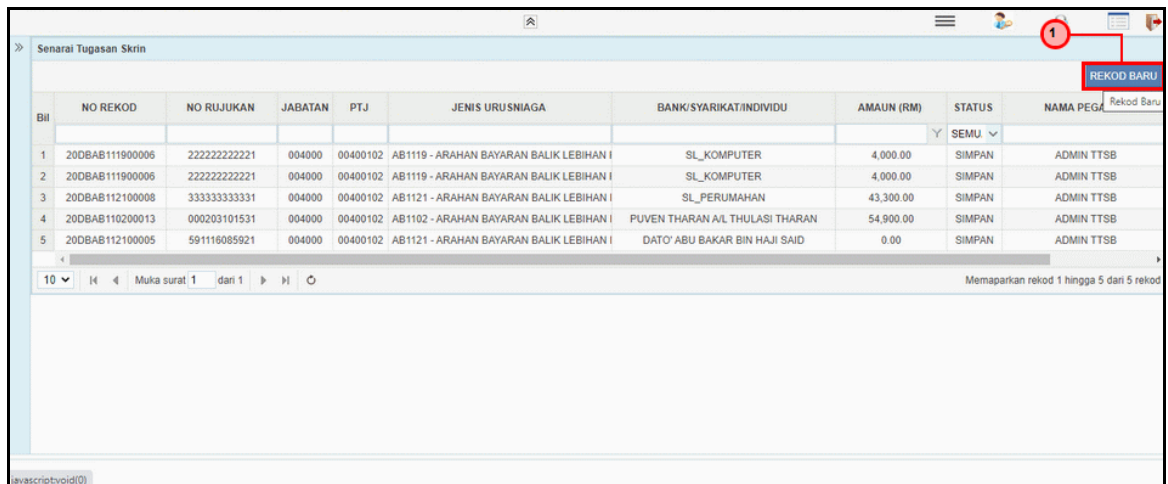 1
Senarai Tugasan Skrin
REKOD BARU
Rekod Baru
Bil NO REKOD NO RUJUKAN JABATAN PTJ JENIS URUSNIAGA BANK/SYARIKAT/INDIVIDU AMAUN (RM) STATUS NAMA PEGA
SEMU
1 20DBAB111900006 222222222221 004000 00400102 AB1119 - ARAHAN BAYARAN BALIK LEBIHAN SL_KOMPUTER 4,000.00 SIMPAN ADMIN TTSB
2 20DBAB111900006 222222222221 004000 00400102 AB1119 - ARAHAN BAYARAN BALIK LEBIHAN SL_KOMPUTER 4,000.00 SIMPAN ADMIN TTSB
3 20DBAB112100008 333333333331 004000 00400102 AB1121 - ARAHAN BAYARAN BALIK LEBIHAN SL_PERUMAHAN 43,300.00 SIMPAN ADMIN TTSB
4 20DBAB110200013 000203101531 004000 00400102 AB1102 - ARAHAN BAYARAN BALIK LEBIHAN PUVEN THARAN A/L THULASI THARAN 54,900.00 SIMPAN ADMIN TTSB
5 20DBAB112100005 591116085921 004000 00400102 AB1121 - ARAHAN BAYARAN BALIK LEBIHAN DATO' ABU BAKAR BIN HAJI SAID 0.00 SIMPAN ADMIN TTSB
10 Muka surat 1 dari 1 Memaparkan rekod 1 hingga 5 dari 5 rekod
javascript:void(0)